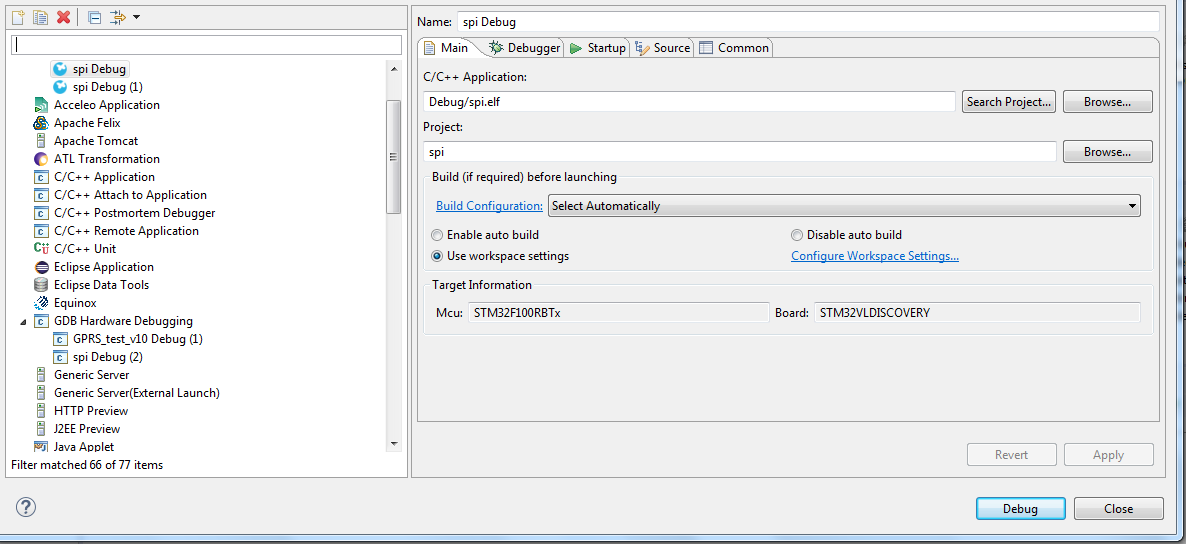 Name: spi Debug
Main Debugger Startup Source Common
spi Debug
spi Debug (1)
Acceleo Application
Apache Felix
Apache Tomcat
ATL Transformation
C/C++ Application
C/C++ Attach to Application
C/C++ Postmortem Debugger
C/C++ Remote Application
C/C++ Unit
Eclipse Application
Eclipse Data Tools
Equinox
GDB Hardware Debugging
GPRS_test_v10 Debug (1)
spi Debug (2)
Generic Server
Generic Server(External Launch)
HTTP Preview
J2EE Preview
Java Applet
Filter matched 66 of 77 items
C/C++ Application:
Debug/spi.elf Search Project... Browse...
Project:
spi Browse...
Build (if required) before launching
Build Configuration: Select Automatically
Enable auto build Disable auto build
Use workspace settings Configure Workspace Settings...
Target Information
Mcu: STM32F100RBTx Board: STM32VLDISCOVERY
Revert Apply
Debug Close